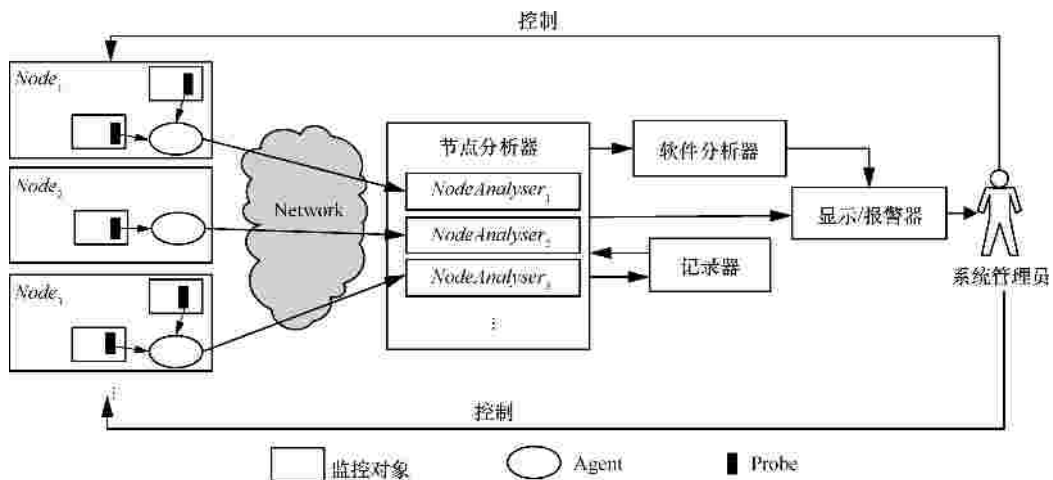 控制
Node₁
Node₂
Node₃
⋮
Network
节点分析器
NodeAnalyser₁
NodeAnalyser₂
NodeAnalyser₃
⋮
软件分析器
显示/报警器
记录器
系统管理员
控制
监控对象
Agent
Probe